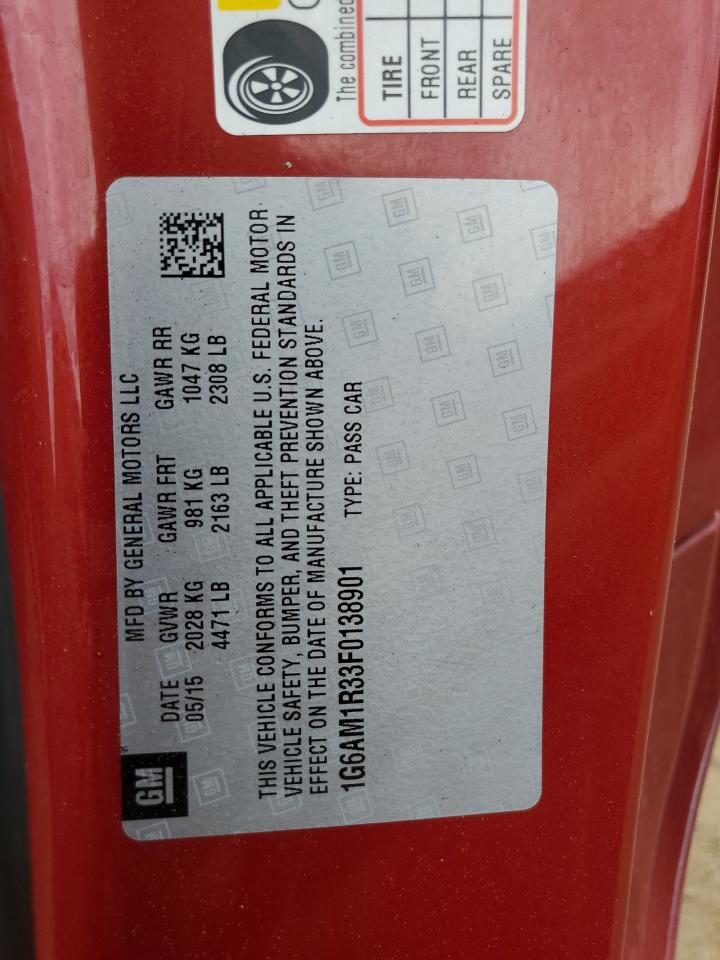 GM
MFD BY GENERAL MOTORS LLC
DATE GVWR GAWR FRT GAWR RR
05/15 2028 KG 981 KG 1047 KG
4471 LB 2163 LB 2308 LB
THIS VEHICLE CONFORMS TO ALL APPLICABLE U.S. FEDERAL MOTOR
VEHICLE SAFETY, BUMPER, AND THEFT PREVENTION STANDARDS IN
EFFECT ON THE DATE OF MANUFACTURE SHOWN ABOVE.
1G6AM1R33F0138901 TYPE: PASS CAR
The combined
TIRE
FRONT
REAR
SPARE